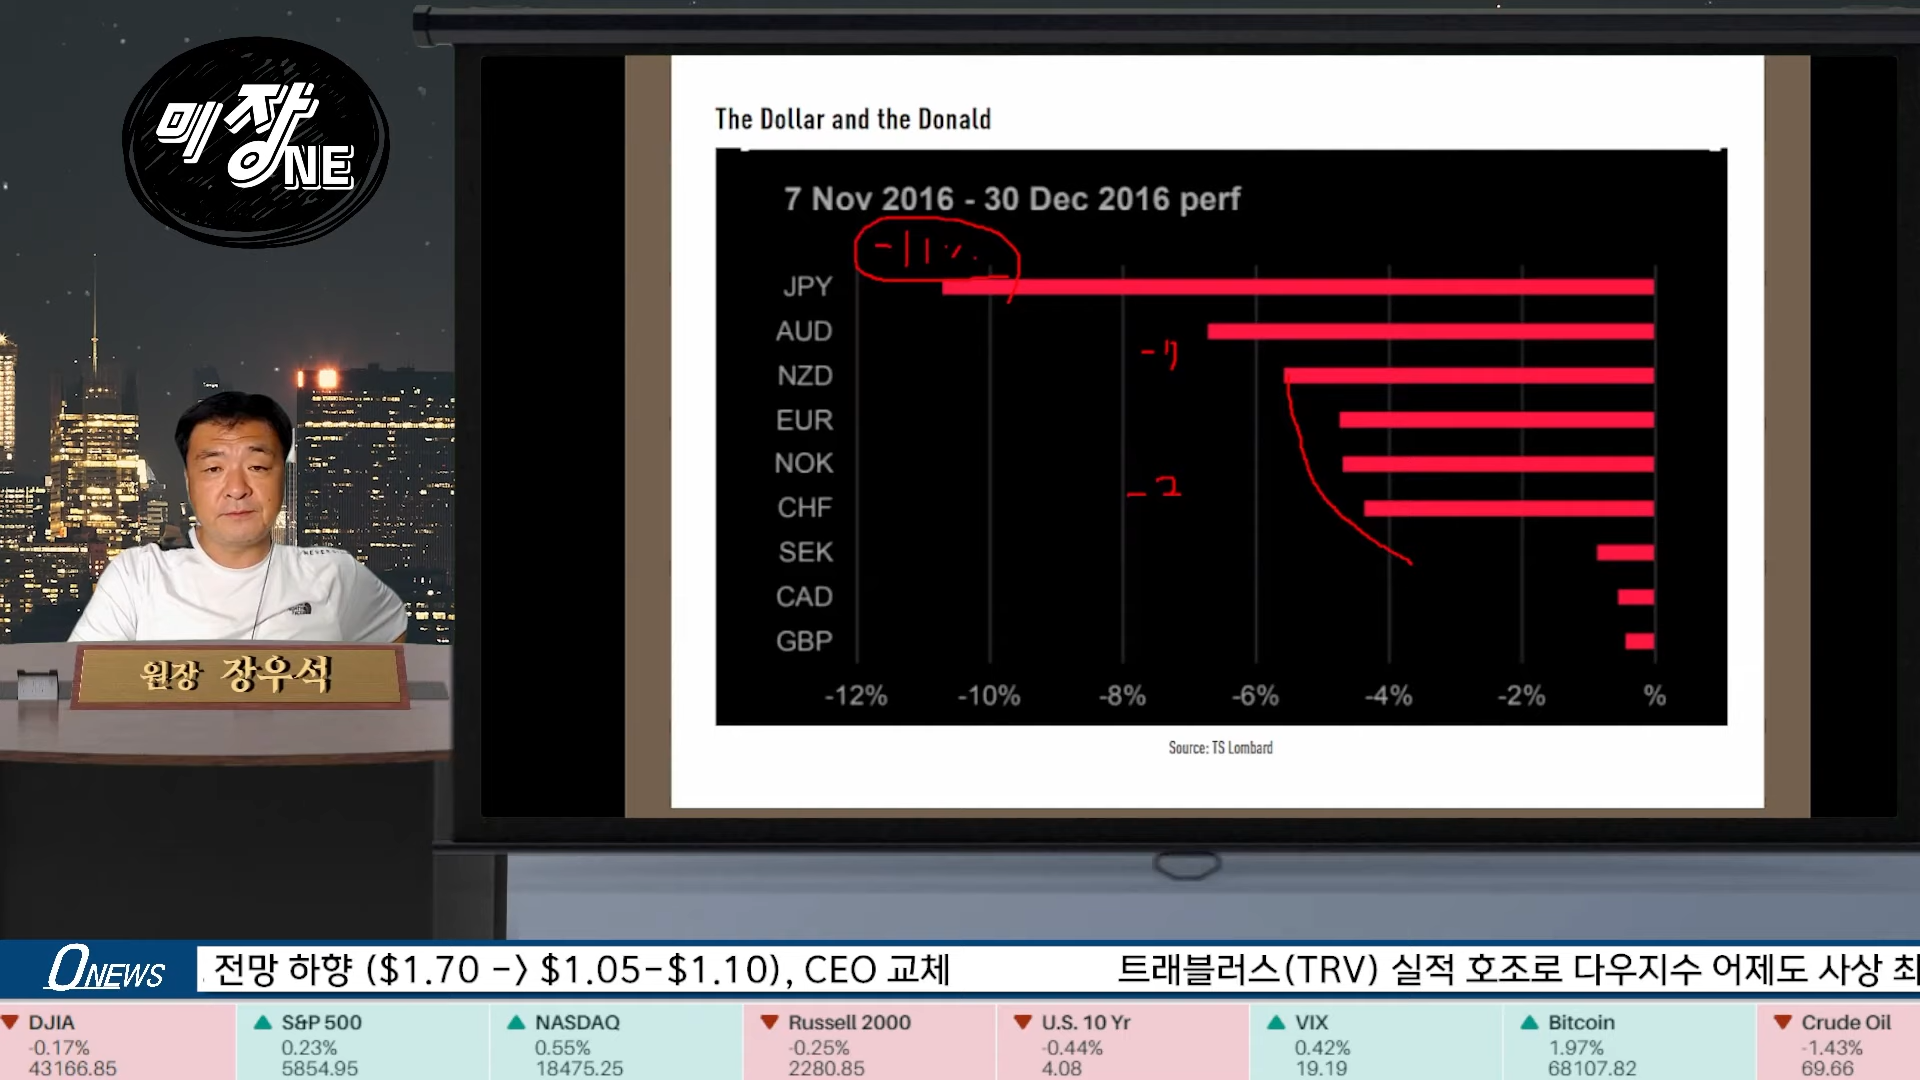 미장ONE
The Dollar and the Donald
7 Nov 2016 - 30 Dec 2016 perf
-11%
JPY
AUD
-7
NZD
EUR
NOK
CHF
SEK
CAD
GBP
-12% -10% -8% -6% -4% -2% %
Source: TS Lombard
원장 장우석
ONEWS
전망 하향 ($1.70 -> $1.05-$1.10), CEO 교체 트래블러스(TRV) 실적 호조로 다우지수 어제도 사상 최
DJIA
-0.17%
43166.85
S&P 500
0.23%
5854.95
NASDAQ
0.55%
18475.25
Russell 2000
-0.25%
2280.85
U.S. 10 Yr
-0.44%
4.08
VIX
0.42%
19.19
Bitcoin
1.97%
68107.82
Crude Oil
-1.43%
69.66